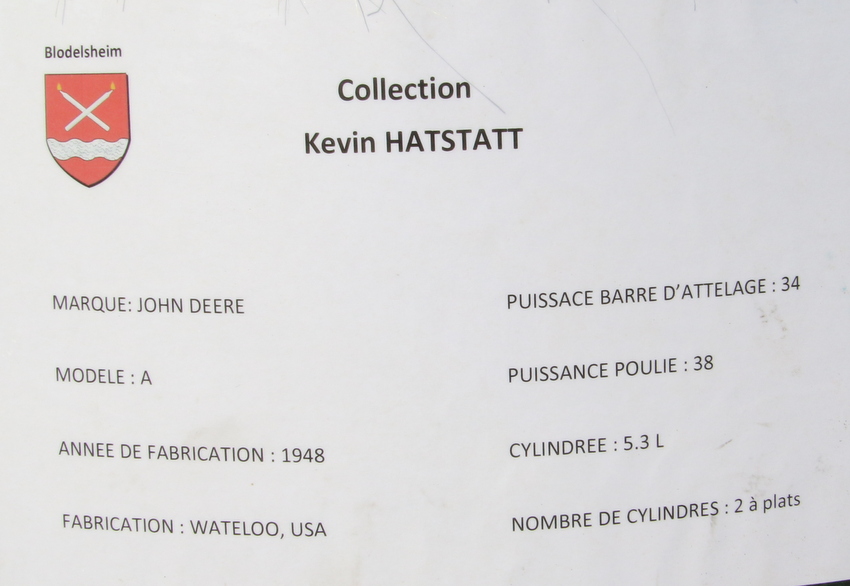 Blodelsheim
Collection
Kevin HATSTATT
MARQUE: JOHN DEERE
MODELE : A
ANNEE DE FABRICATION : 1948
FABRICATION : WATELOO, USA
PUISSACE BARRE D'ATTELAGE : 34
PUISSANCE POULIE : 38
CYLINDREE : 5.3 L
NOMBRE DE CYLINDRES : 2 à plats